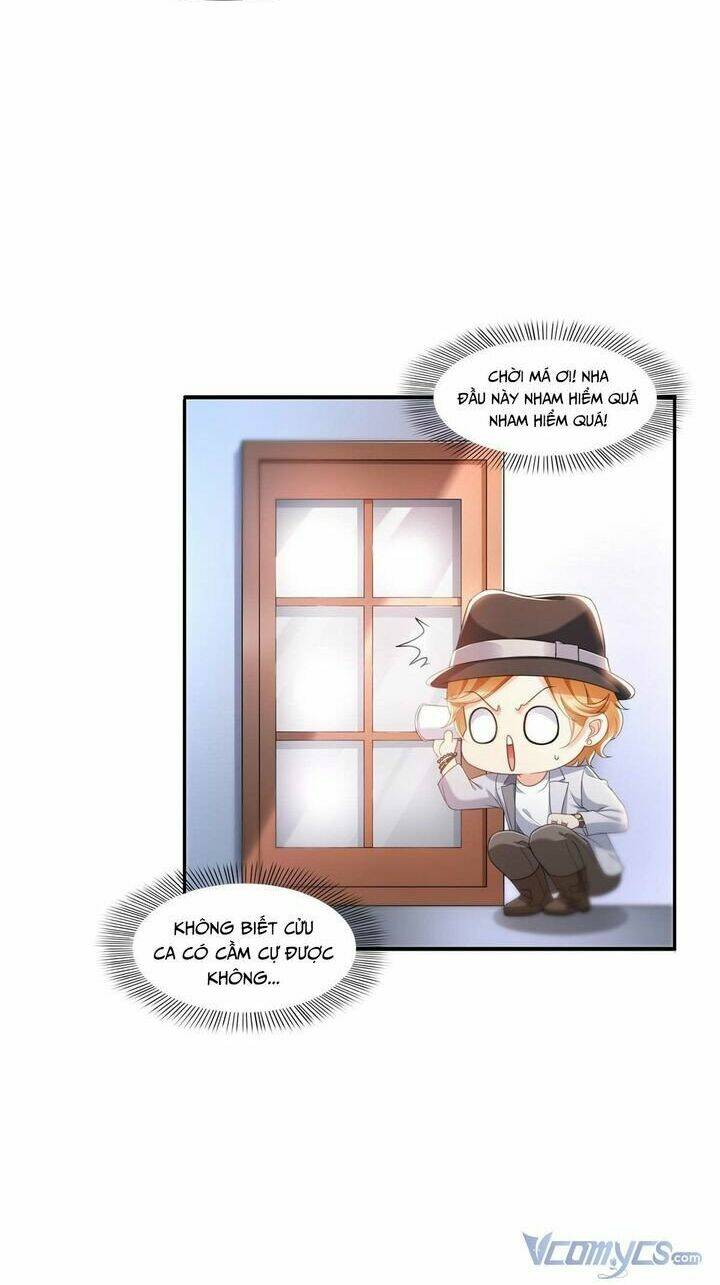 CHỜI MÁ ƠI! NHA
ĐẦU NÀY NHAM HIỂM QUÁ
NHAM HIỂM QUÁ!
KHÔNG BIẾT CỬU
CA CÓ CẦM CỰ ĐƯỢC
KHÔNG...
VCOMYCS.com